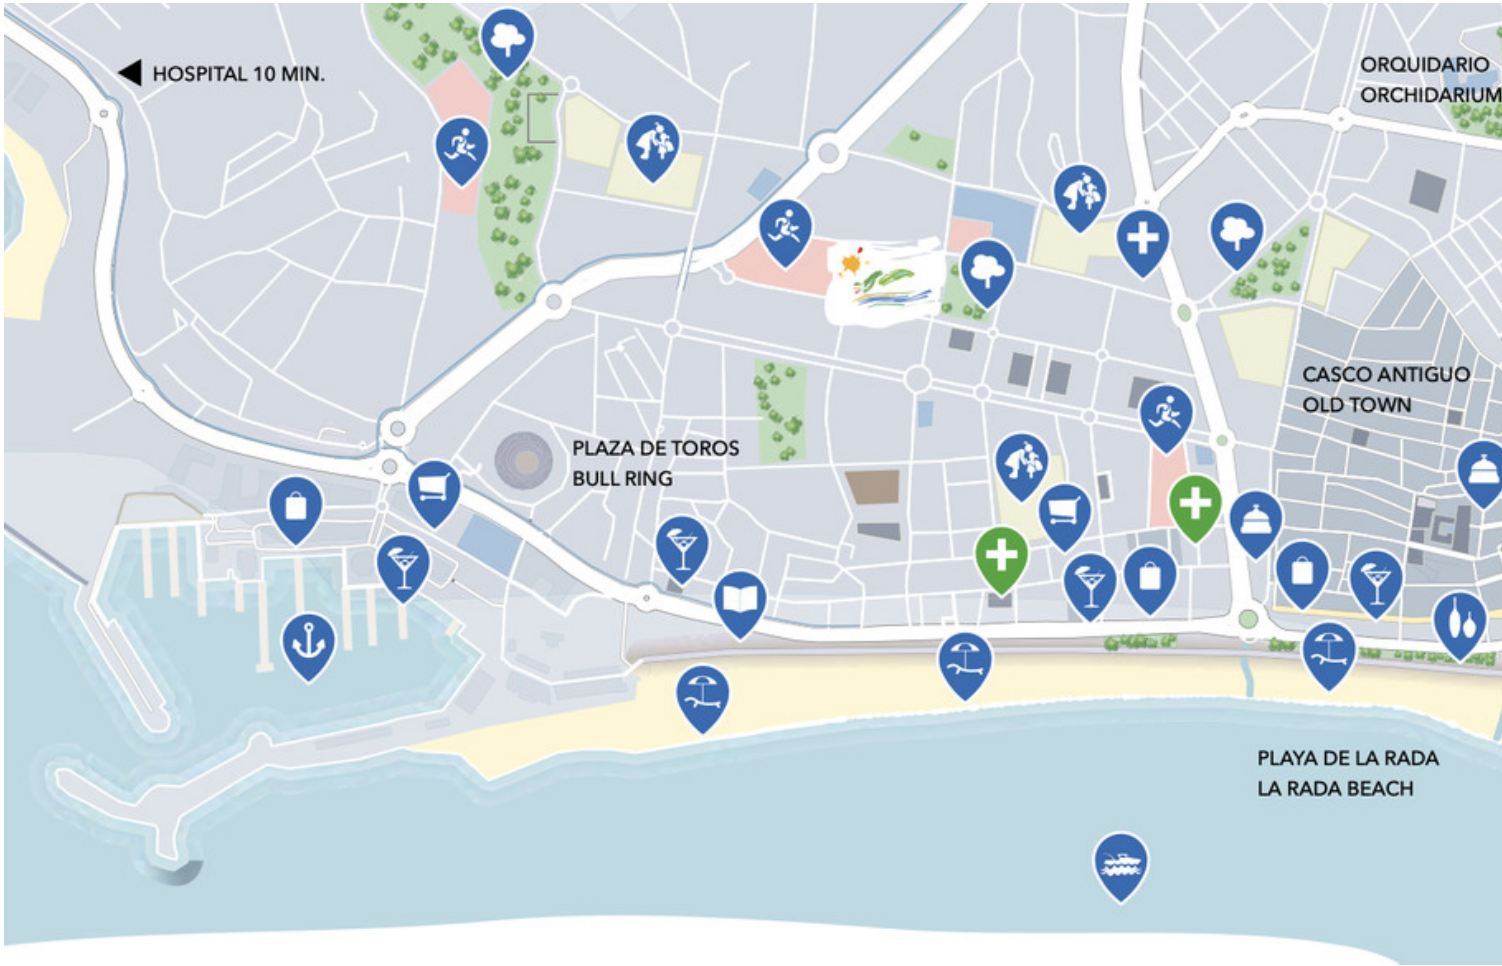 HOSPITAL 10 MIN.
ORQUIDARIO
ORCHIDARIUM
CASCO ANTIGUO
OLD TOWN
PLAZA DE TOROS
BULL RING
PLAYA DE LA RADA
LA RADA BEACH